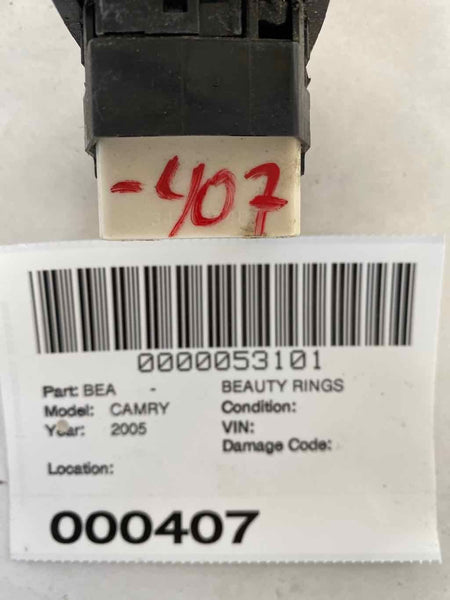 -407
0000053101
Part: BEA - BEAUTY RINGS
Model: CAMRY Condition:
Year: 2005 VIN:
Damage Code:
Location:
000407